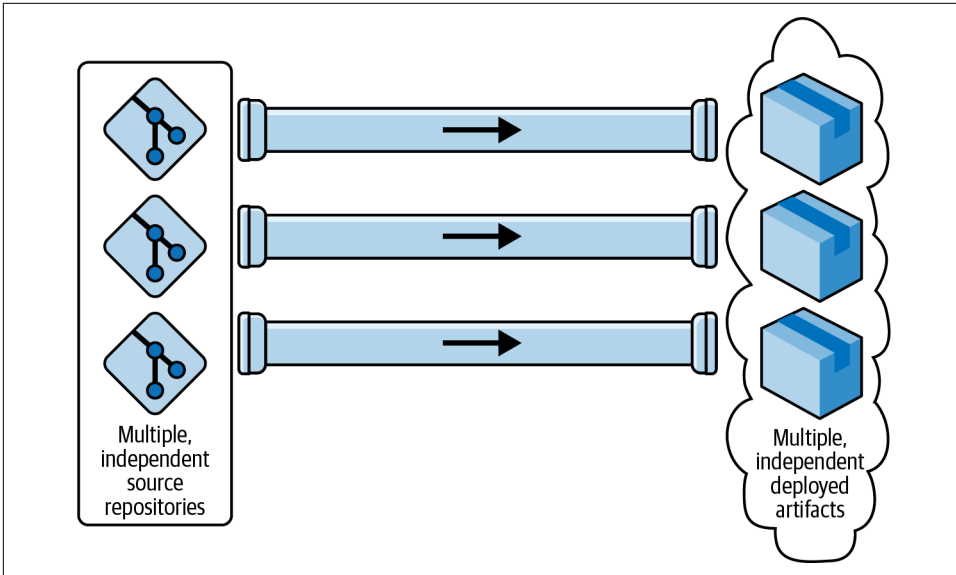 Multiple,
independent
source
repositories
Multiple,
independent
deployed
artifacts